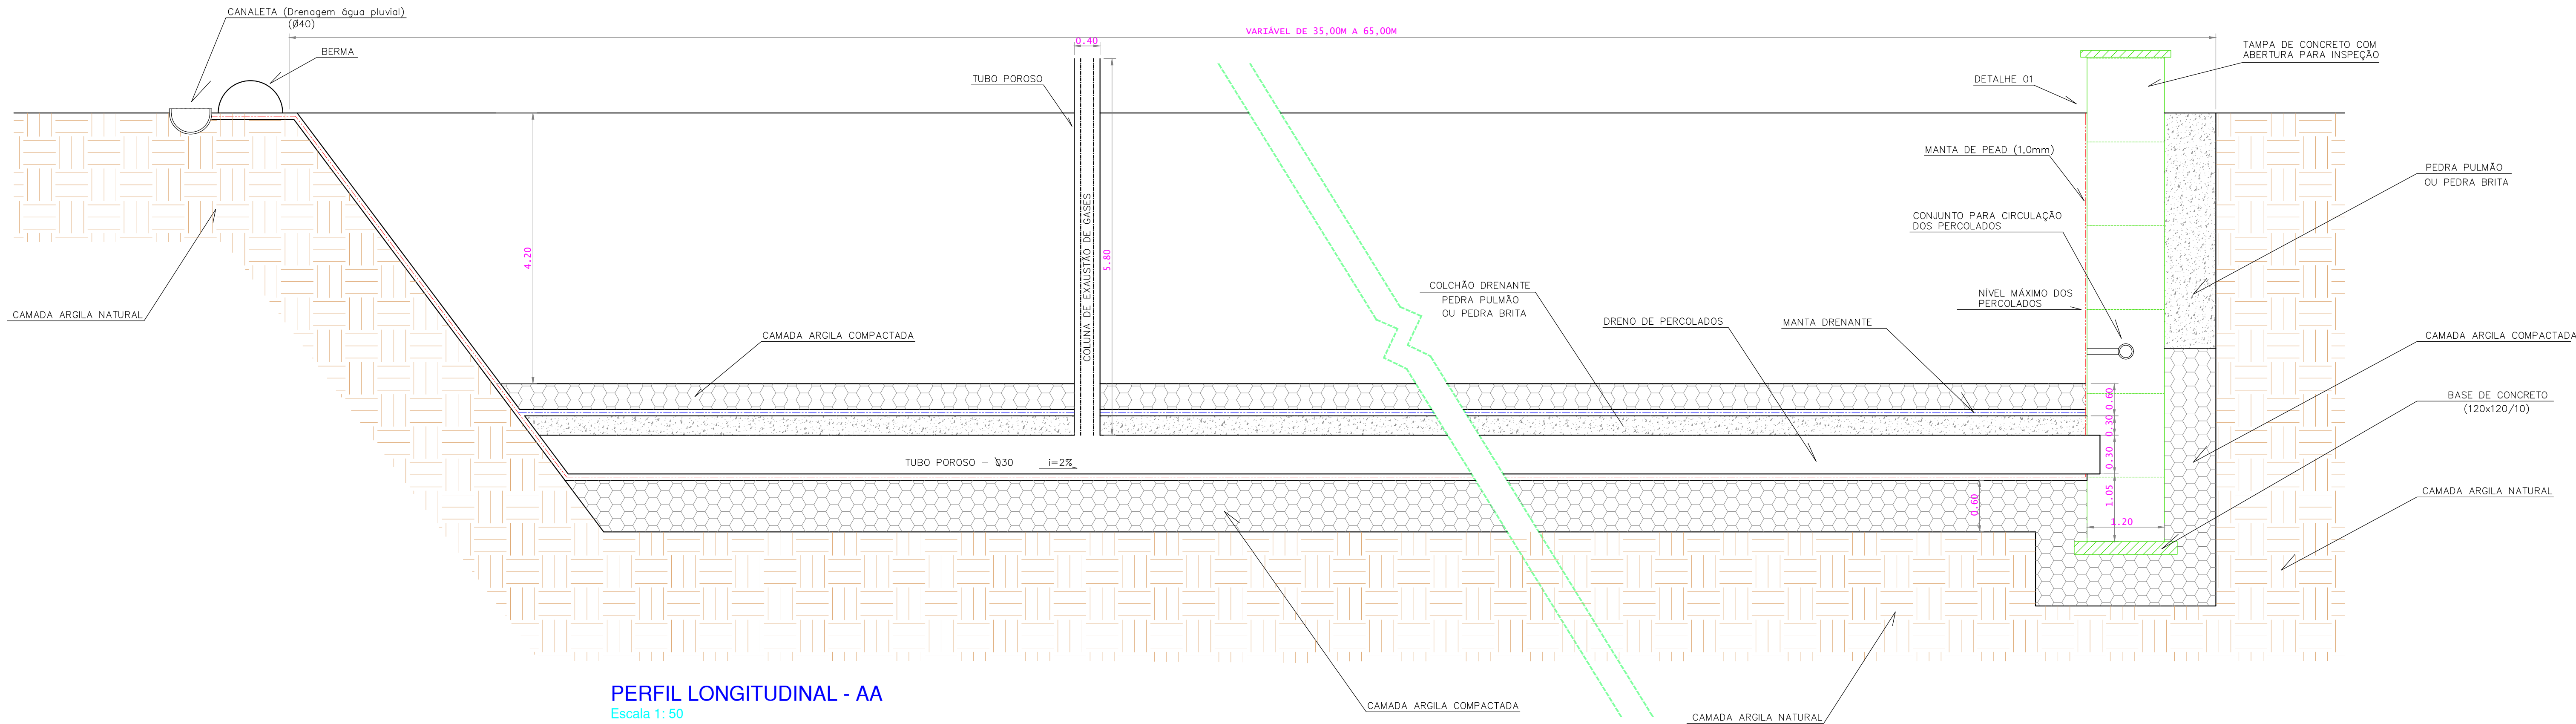 CANALETA (Drenagem água pluvial)
(Ø40)
BERMA
VARIÁVEL DE 35,00M A 65,00M
0.40
TUBO POROSO
DETALHE 01
TAMPA DE CONCRETO COM
ABERTURA PARA INSPEÇÃO
MANTA DE PEAD (1,0mm)
PEDRA PULMÃO
OU PEDRA BRITA
CONJUNTO PARA CIRCULAÇÃO
DOS PERCOLADOS
4.20
COLUNA DE EXAUSTÃO DE GASES
5.80
CAMADA ARGILA NATURAL
CAMADA ARGILA COMPACTADA
COLCHÃO DRENANTE
PEDRA PULMÃO
OU PEDRA BRITA
DRENO DE PERCOLADOS
MANTA DRENANTE
NÍVEL MÁXIMO DOS
PERCOLADOS
CAMADA ARGILA COMPACTADA
0.60
0.30
0.30
1.05
BASE DE CONCRETO
(120x120/10)
TUBO POROSO - Ø30
i=2%
0.60
1.20
CAMADA ARGILA NATURAL
CAMADA ARGILA COMPACTADA
CAMADA ARGILA NATURAL
PERFIL LONGITUDINAL - AA
Escala 1: 50